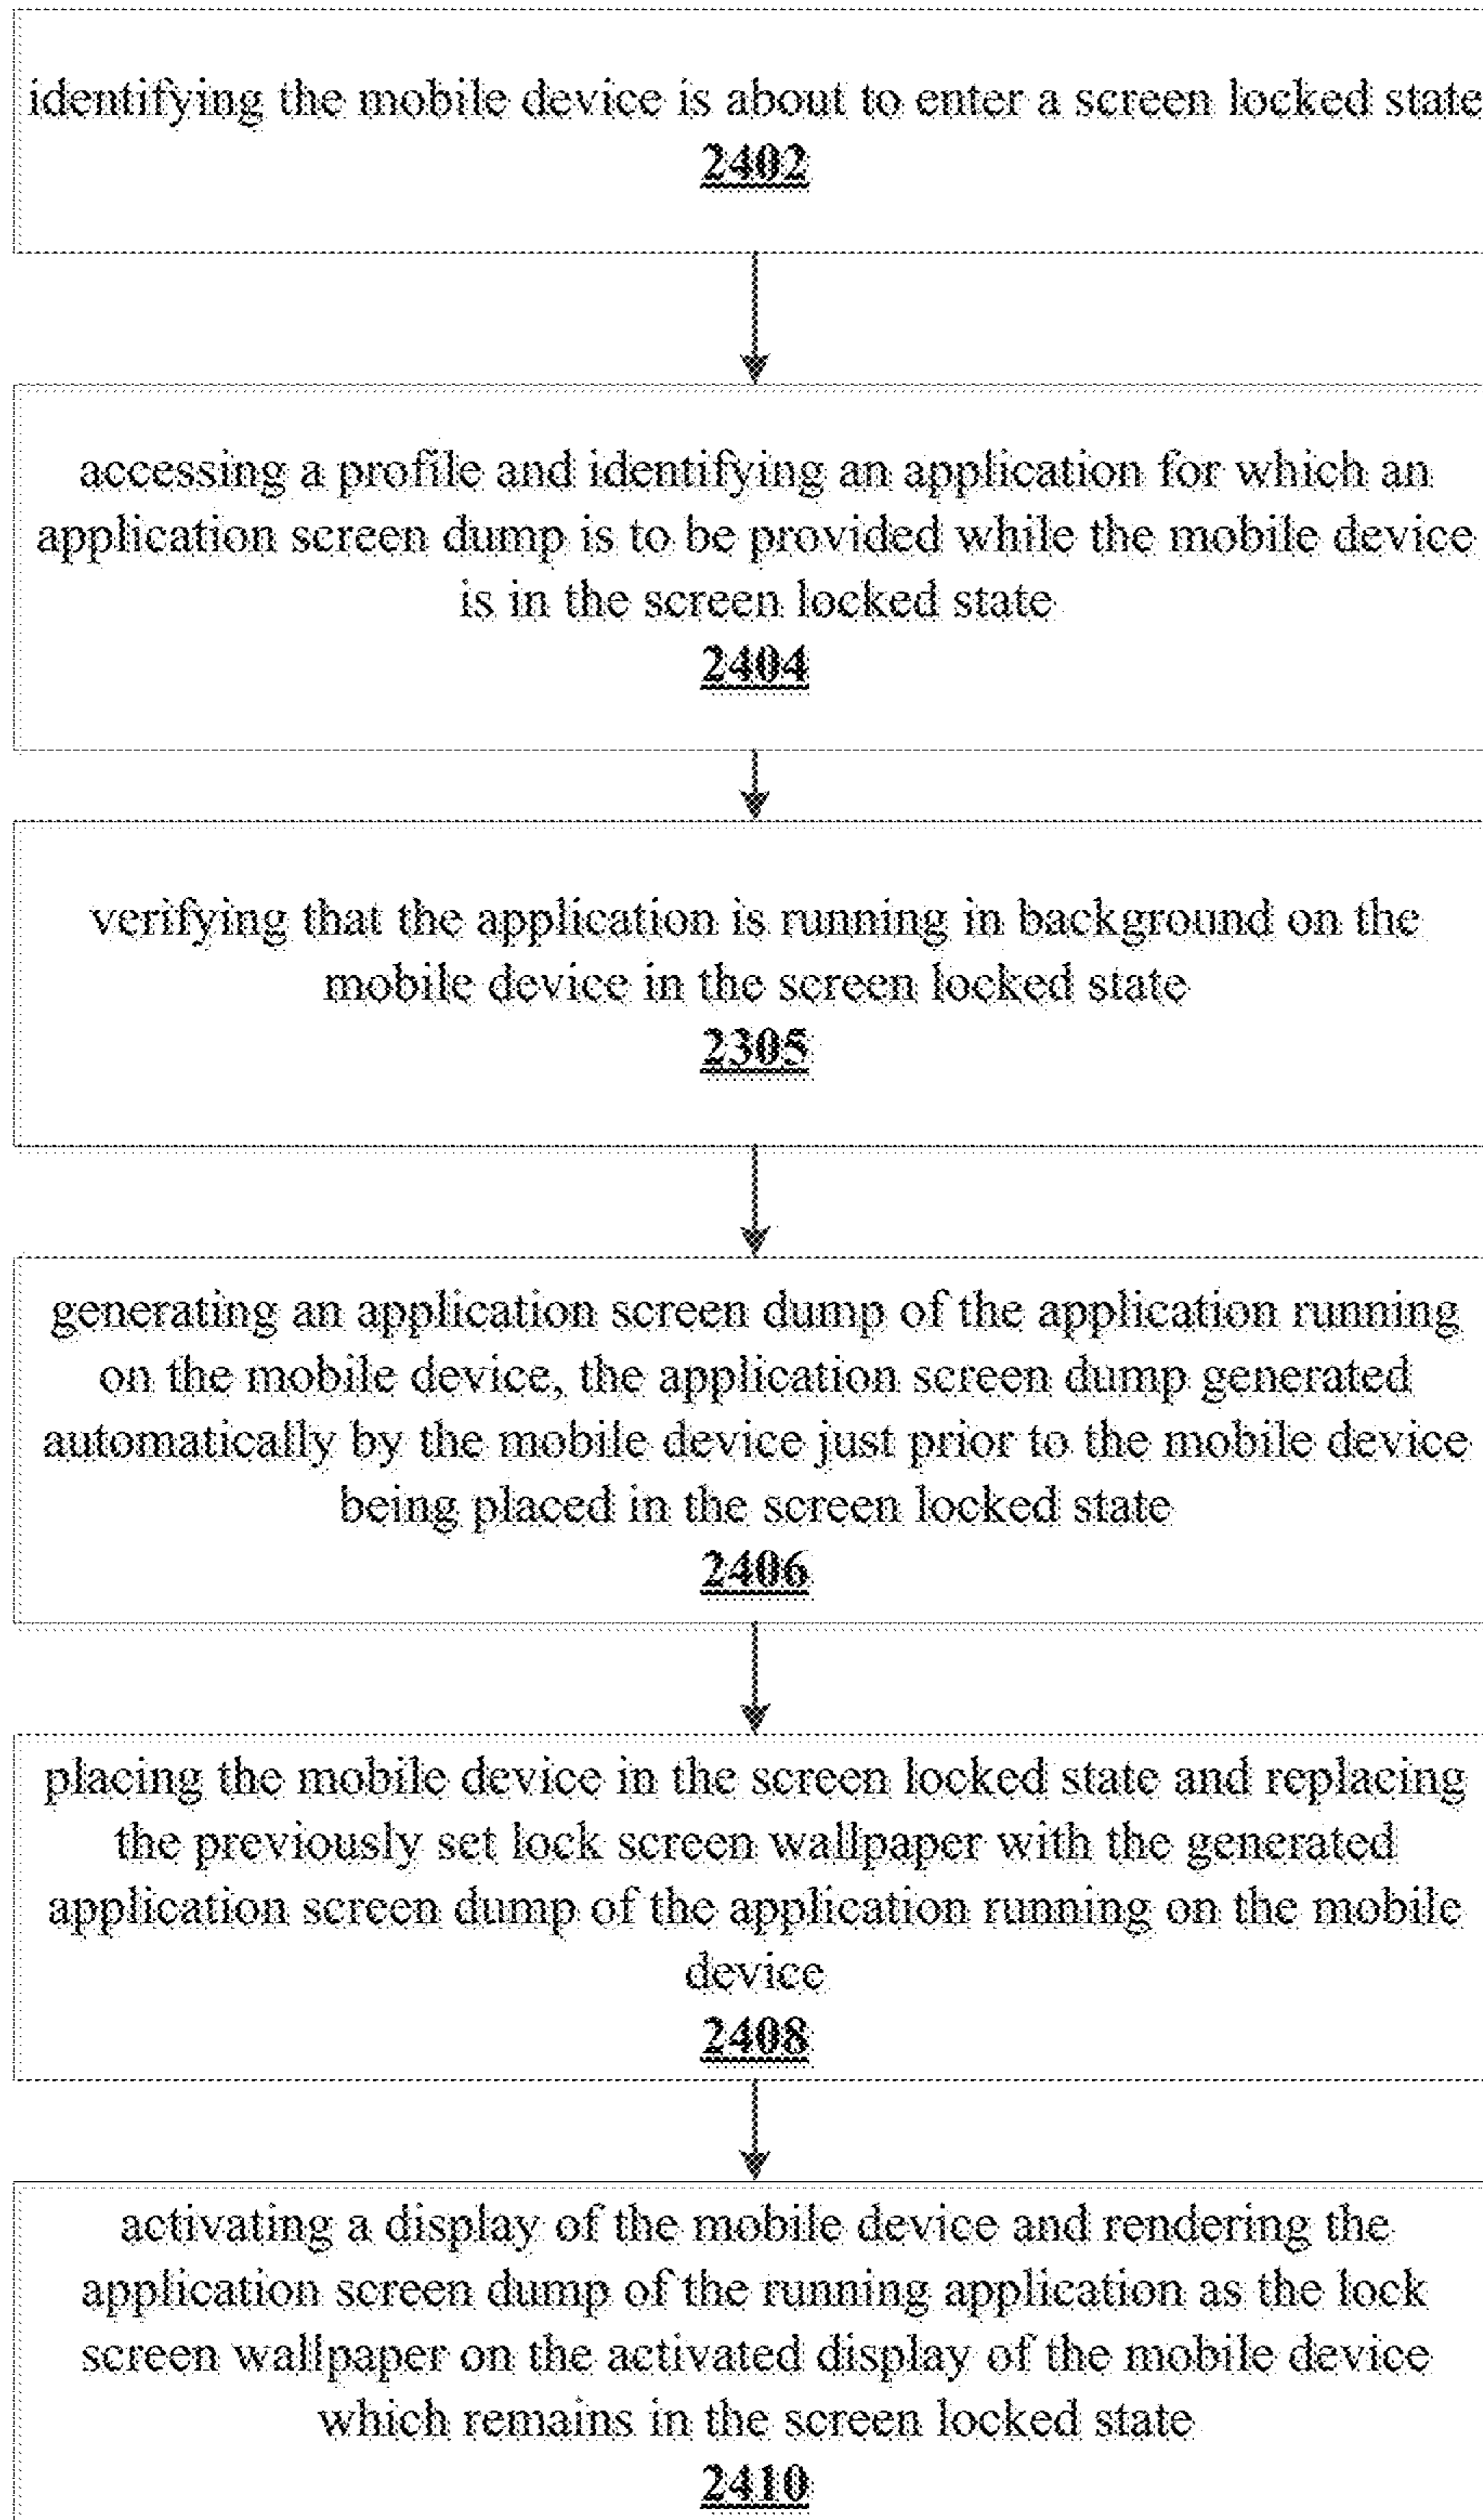 identifying the mobile device is about to enter a screen locked state
2402
accessing a profile and identifying an application for which an
application screen dump is to be provided while the mobile device
is in the screen locked state
2404
verifying that the application is running in background on the
mobile device in the screen locked state
2305
generating an application screen dump of the application running
on the mobile device, the application screen dump generated
automatically by the mobile device just prior to the mobile device
being placed in the screen locked state
2406
placing the mobile device in the screen locked state and replacing
the previously set lock screen wallpaper with the generated
application screen dump of the application running on the mobile
device
2408
activating a display of the mobile device and rendering the
application screen dump of the running application as the lock
screen wallpaper on the activated display of the mobile device
which remains in the screen locked state
2410